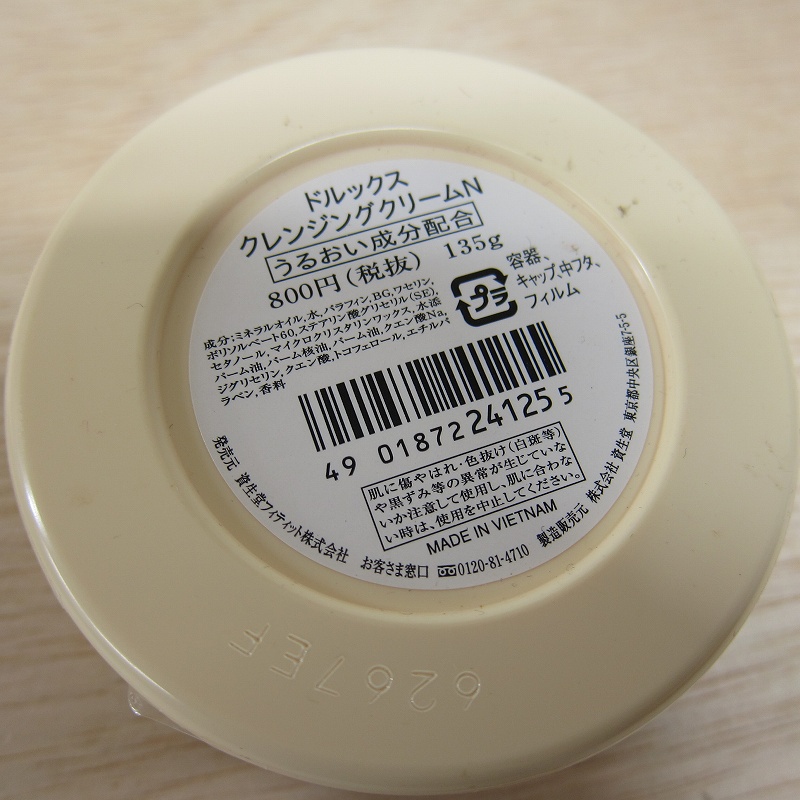 ドルックス
クレンジングクリームN
うるおい成分配合
800円(税抜) 135g
プラ
容器、
キャップ、中フタ、
フィルム
成分:ミネラルオイル,水,パラフィン,BG,ワセリン,
ポリソルベート60,ステアリン酸グリセリル(SE),
セタノール,マイクロクリスタリンワックス,水添
パーム油,パーム核油,パーム油,クエン酸Na,
ジグリセリン,クエン酸,トコフェロール,エチルパ
ラベン,香料
49 01872 24125 5
肌に傷やはれ・色抜け(白斑等)
や黒ずみ等の異常が生じていな
いか注意して使用し、肌に合わな
い時は、使用を中止してください。
MADE IN VIETNAM
発売元 資生堂フィティット株式会社 お客さま窓口 0120-81-4710
製造販売元 株式会社 資生堂 東京都中央区銀座7-5-5
6267EF